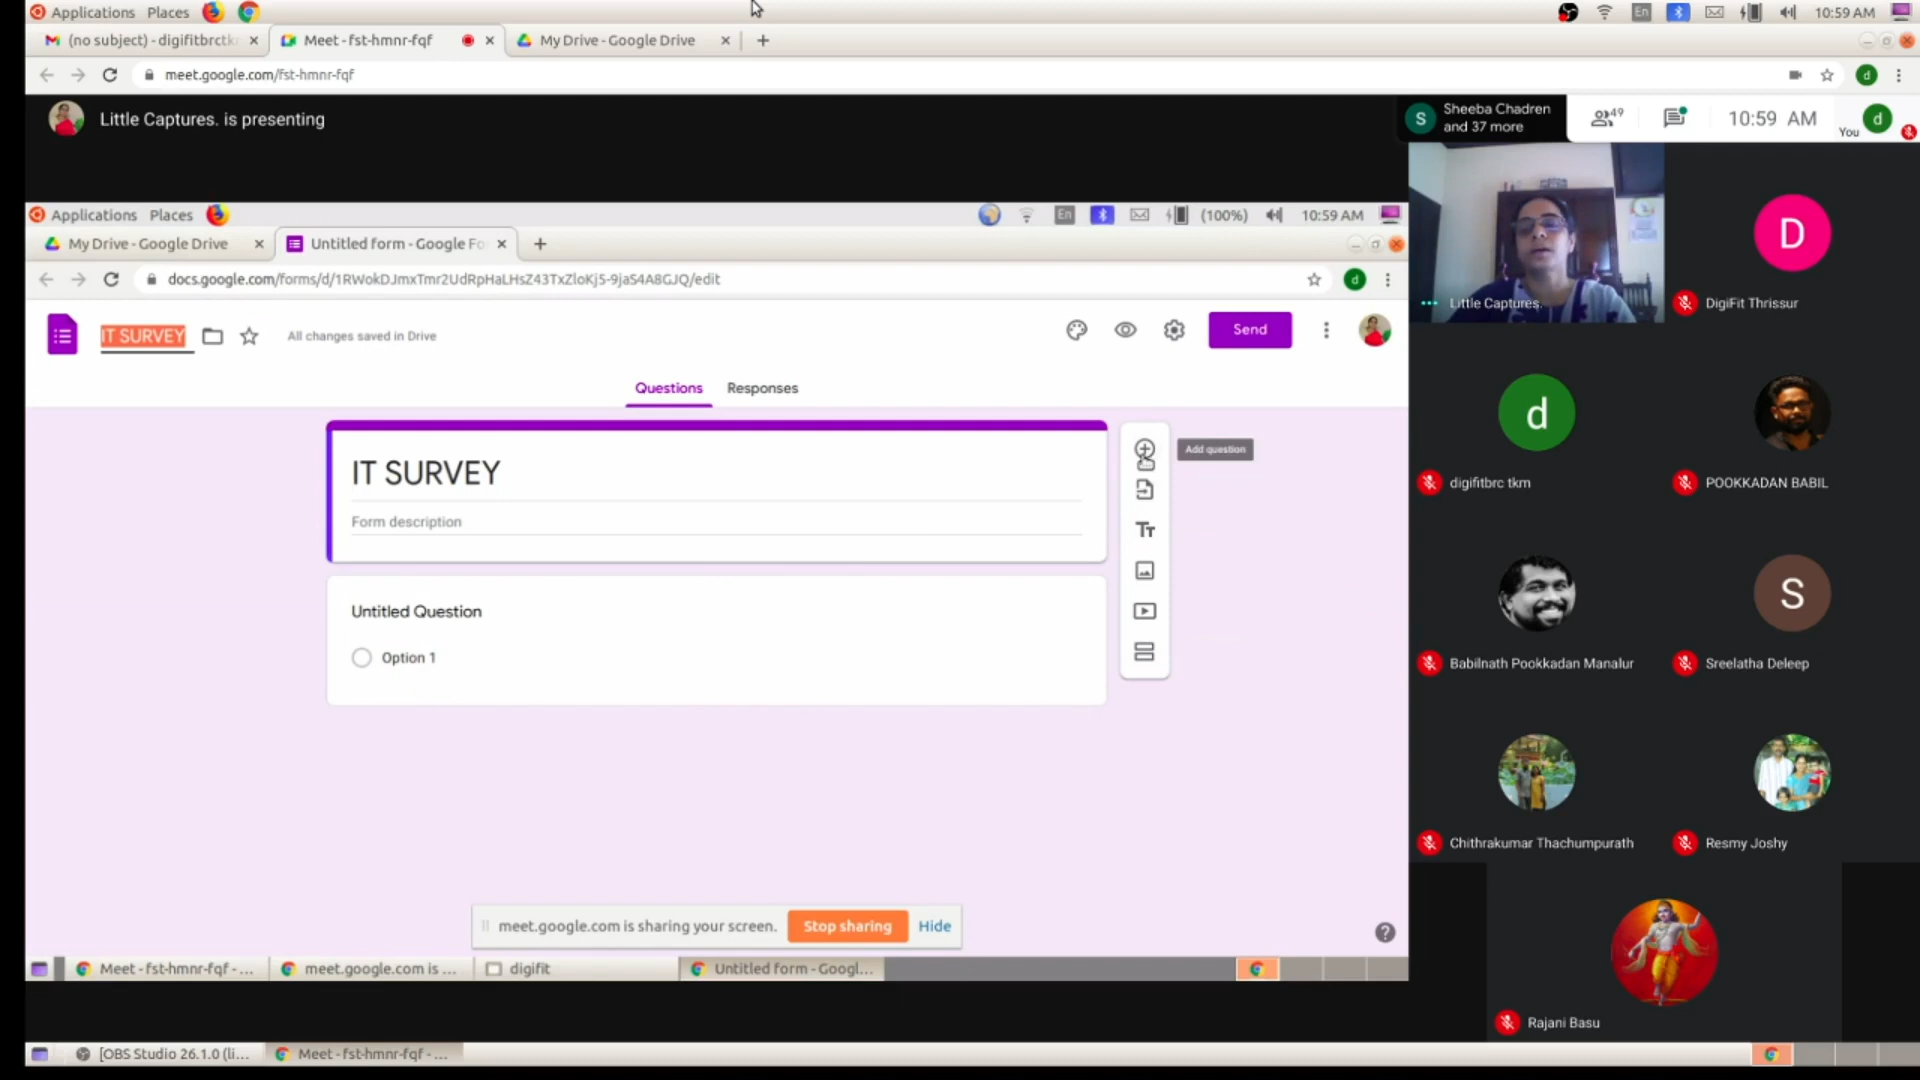 Applications Places
En 10:59 AM
(no subject) - digifitbrctk
Meet - fst-hmnr-fqf
My Drive - Google Drive
meet.google.com/fst-hmnr-fqf
d
Little Captures. is presenting
S
Sheeba Chadren
and 37 more
49
10:59 AM
You
d
Applications Places
En (100%) 10:59 AM
My Drive - Google Drive
Untitled form - Google Fo
docs.google.com/forms/d/1RWokDJmxTmr2UdRpHaLHsZ43TxZloKj5-9jaS4A8GJQ/edit
d
IT SURVEY
All changes saved in Drive
Send
Questions
Responses
IT SURVEY
Form description
Add question
Tт
Untitled Question
Option 1
meet.google.com is sharing your screen.
Stop sharing
Hide
Meet - fst-hmnr-fqf - ...
meet.google.com is ...
digifit
Untitled form - Googl...
Little Captures.
D
DigiFit Thrissur
d
digifitbrc tkm
POOKKADAN BABIL
Babilnath Pookkadan Manalur
S
Sreelatha Deleep
Chithrakumar Thachumpurath
Resmy Joshy
Rajani Basu
[OBS Studio 26.1.0 (li...
Meet - fst-hmnr-fqf - ...